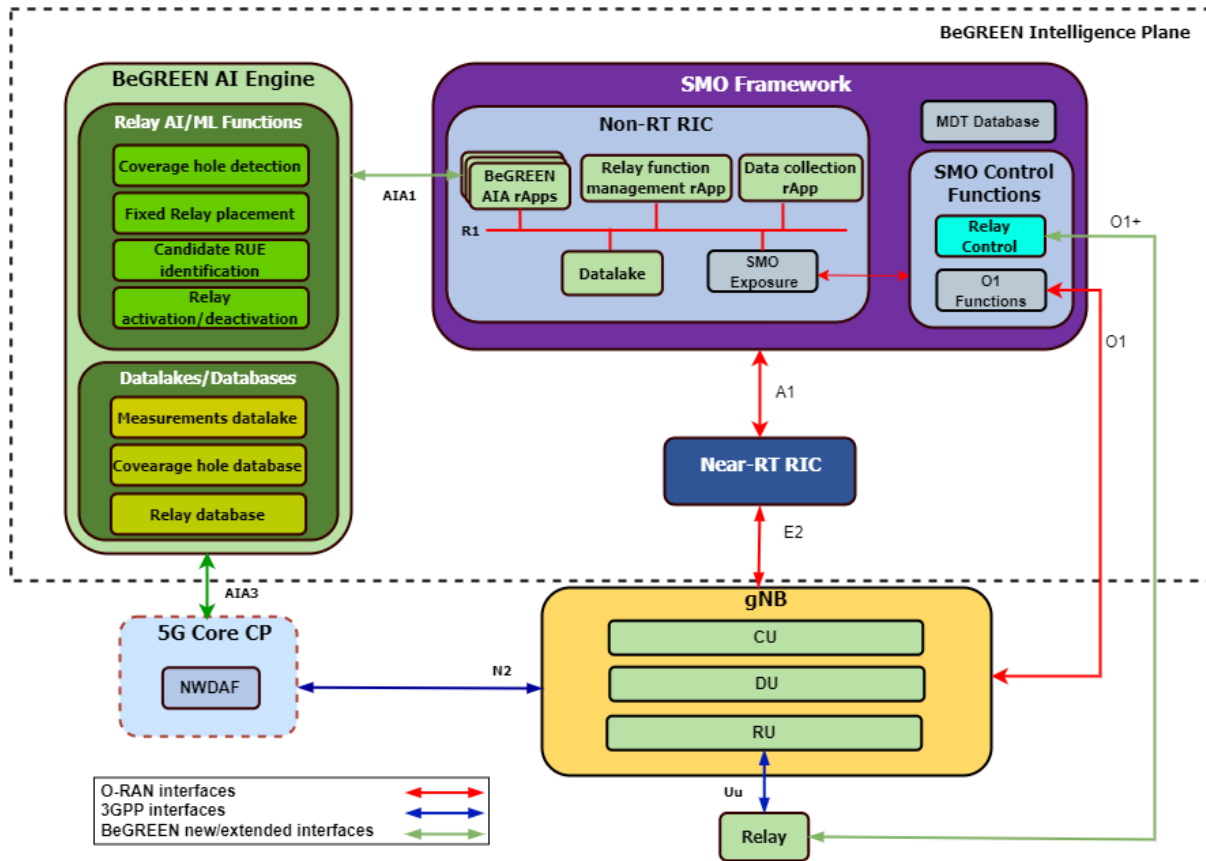 BeGREEN Intelligence Plane
BeGREEN AI Engine
Relay AI/ML Functions
Coverage hole detection
Fixed Relay placement
Candidate RUE
identification
Relay
activation/deactivation
Datalakes/Databases
Measurements datalake
Covearage hole database
Relay database
AIA1
SMO Framework
Non-RT RIC
BeGREEN
AIA rApps
Relay function
management rApp
Data collection
rApp
R1
Datalake
SMO
Exposure
MDT Database
SMO Control
Functions
Relay
Control
O1
Functions
O1+
O1
A1
Near-RT RIC
E2
AIA3
5G Core CP
NWDAF
N2
gNB
CU
DU
RU
Uu
Relay
O-RAN interfaces
3GPP interfaces
BeGREEN new/extended interfaces